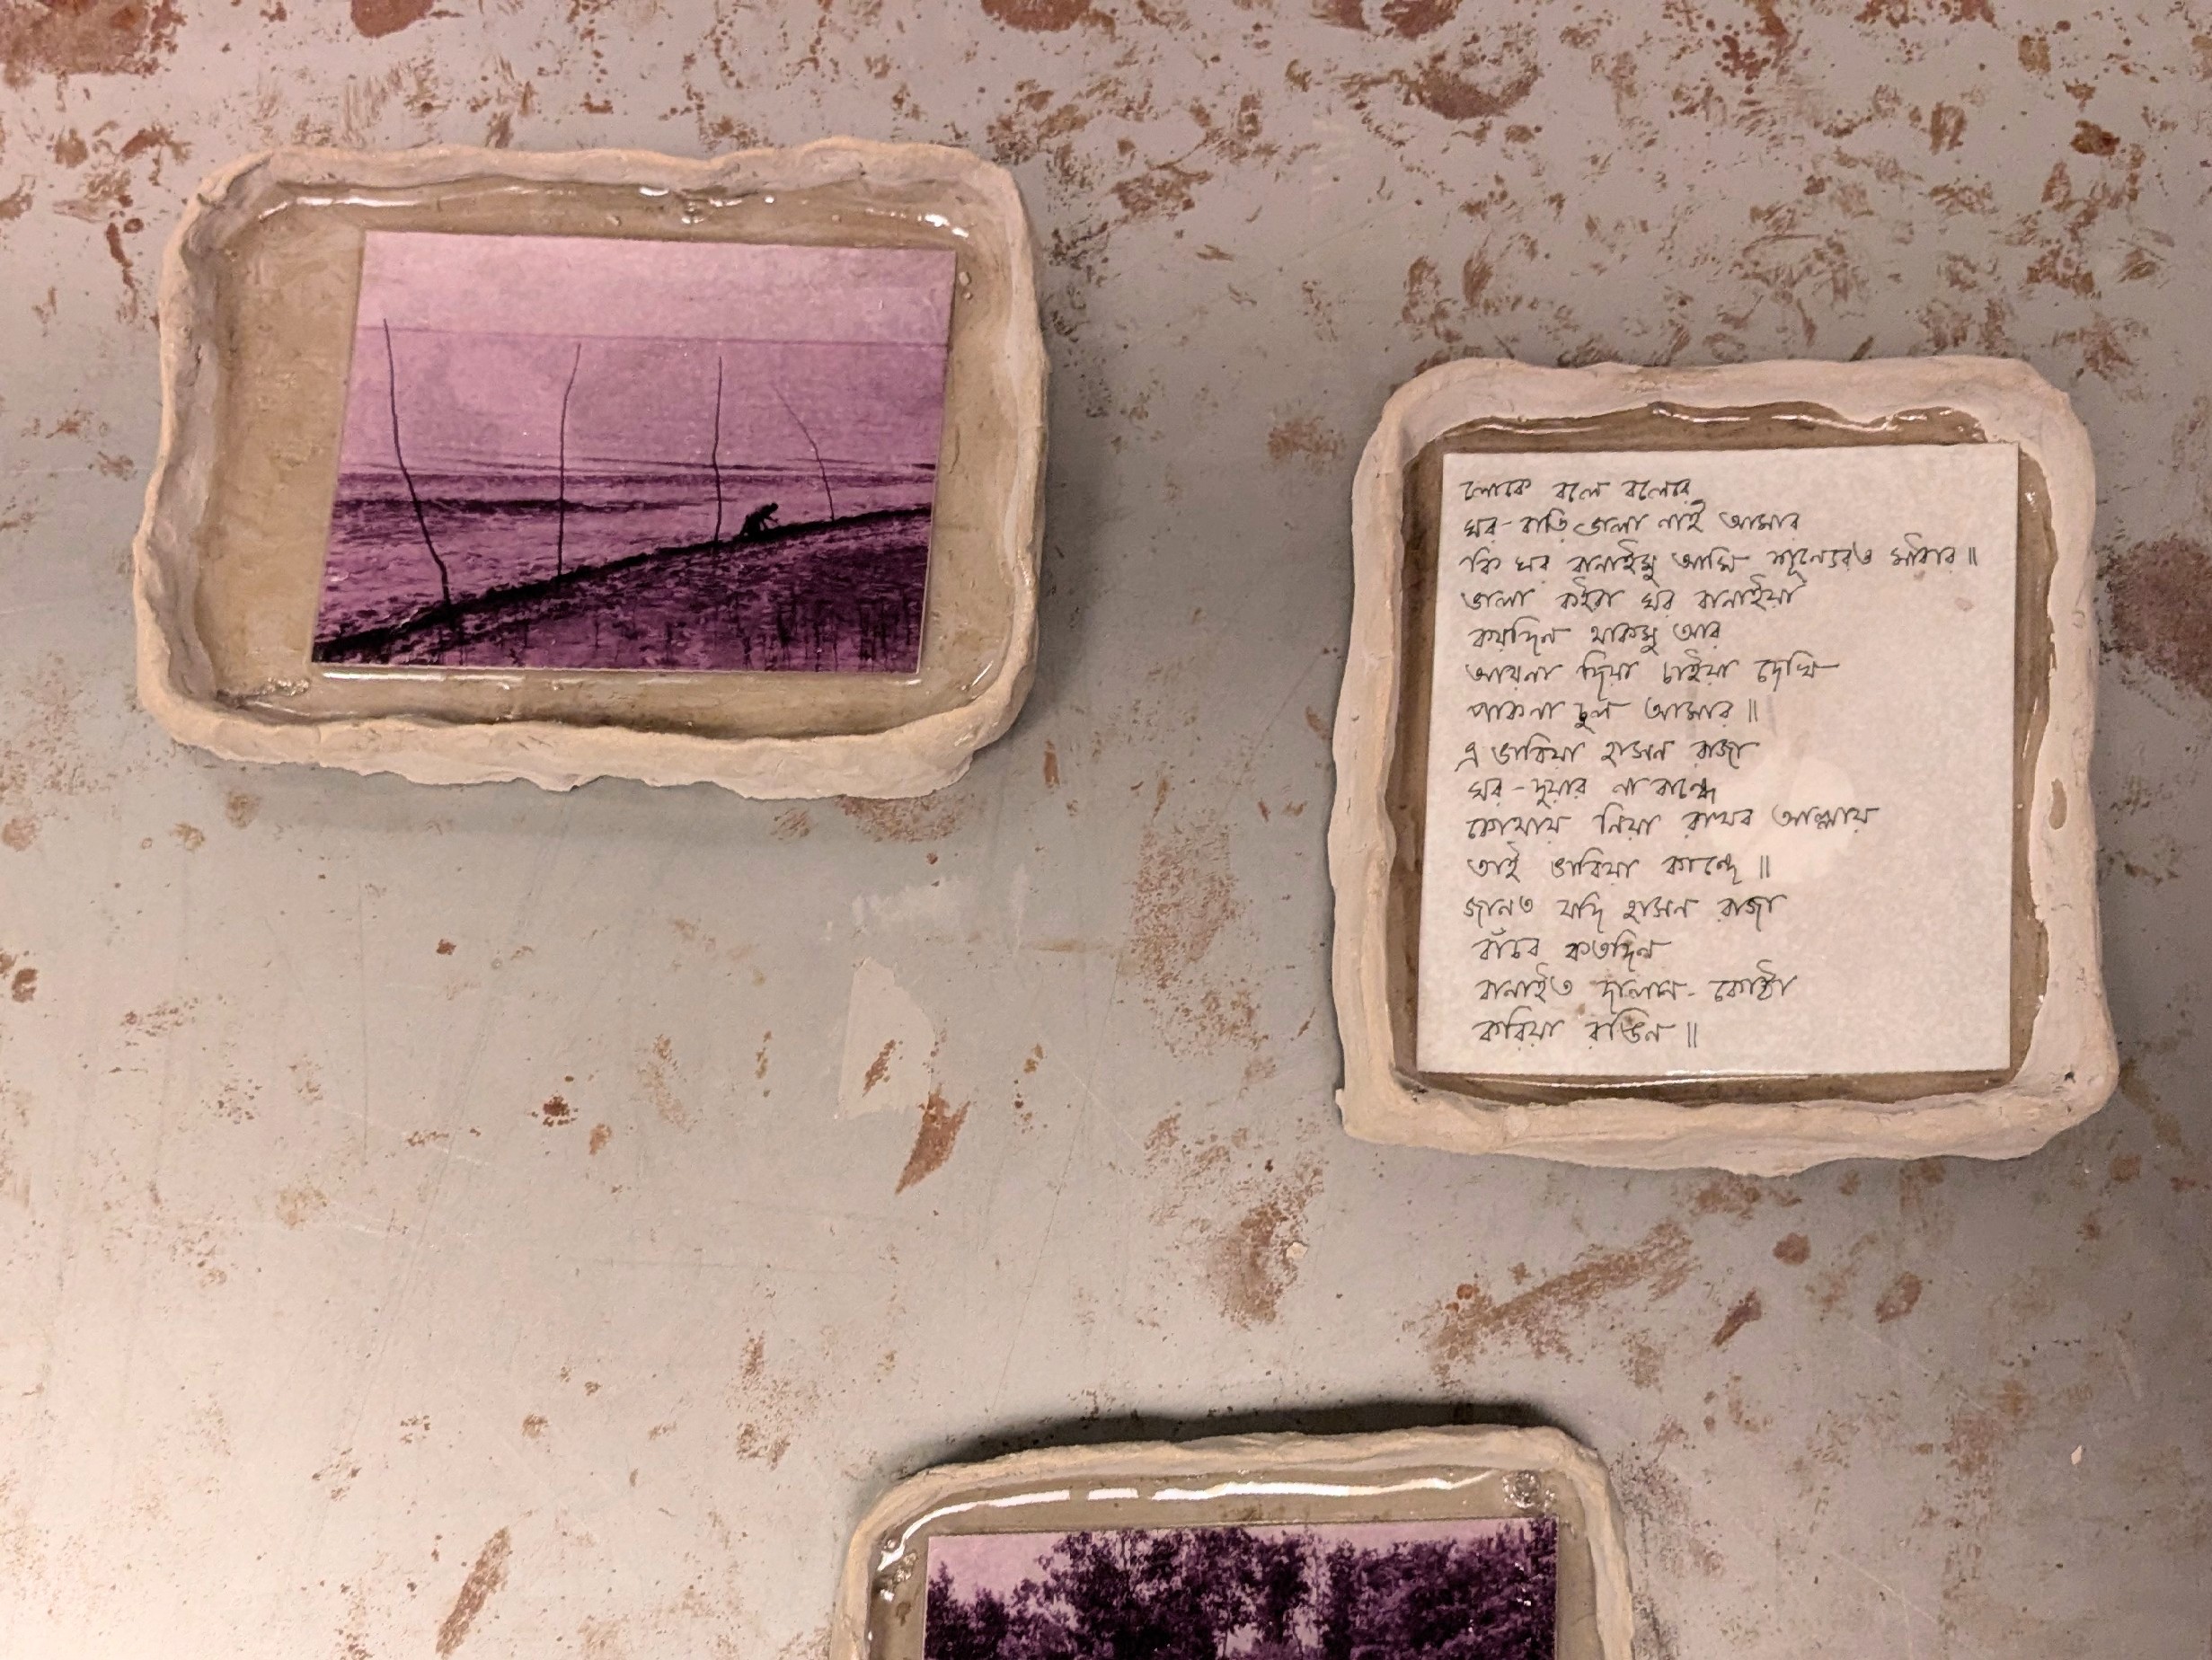 লোকে বলে বলেরে
ঘর-বাড়ি ভালা নাই আমার
কি ঘর বানাইমু আমি শূন্যেরও মাঝার॥
ভালা কইরা ঘর বানাইয়া
কয়দিন থাকমু আর
আয়না দিয়া চাইয়া দেখি
পাকনা চুল আমার॥
এ ভাবিয়া হাসন রাজা
ঘর-দুয়ার না বান্ধে
কোথায় নিয়া রাখব আল্লায়
তাই ভাবিয়া কান্দে॥
জানত যদি হাসন রাজা
বাঁচব কতদিন
বানাইত দালান-কোঠা
করিয়া রঙিন॥